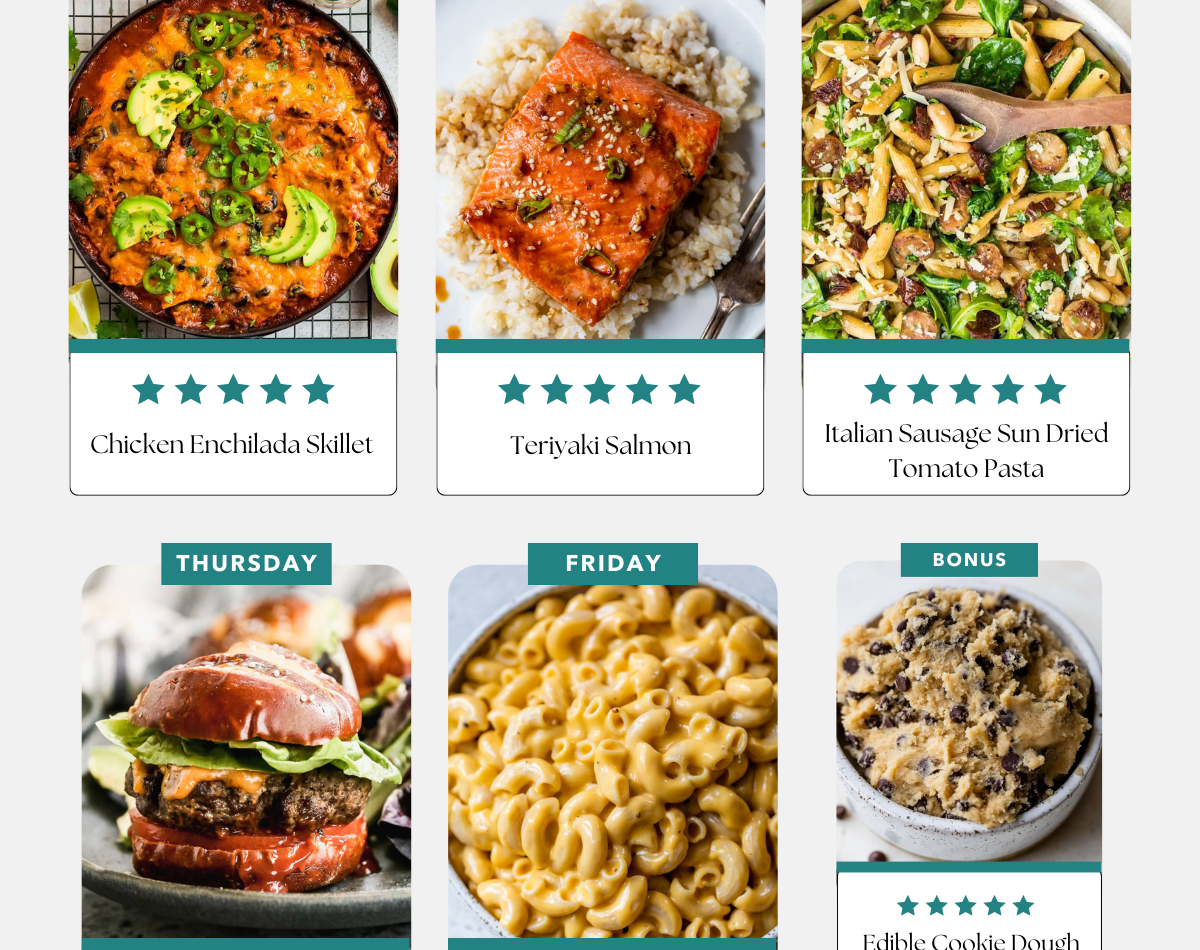 Chicken Enchilada Skillet
Teriyaki Salmon
Italian Sausage Sun Dried
Tomato Pasta
THURSDAY
FRIDAY
BONUS
Edible Cookie Dough